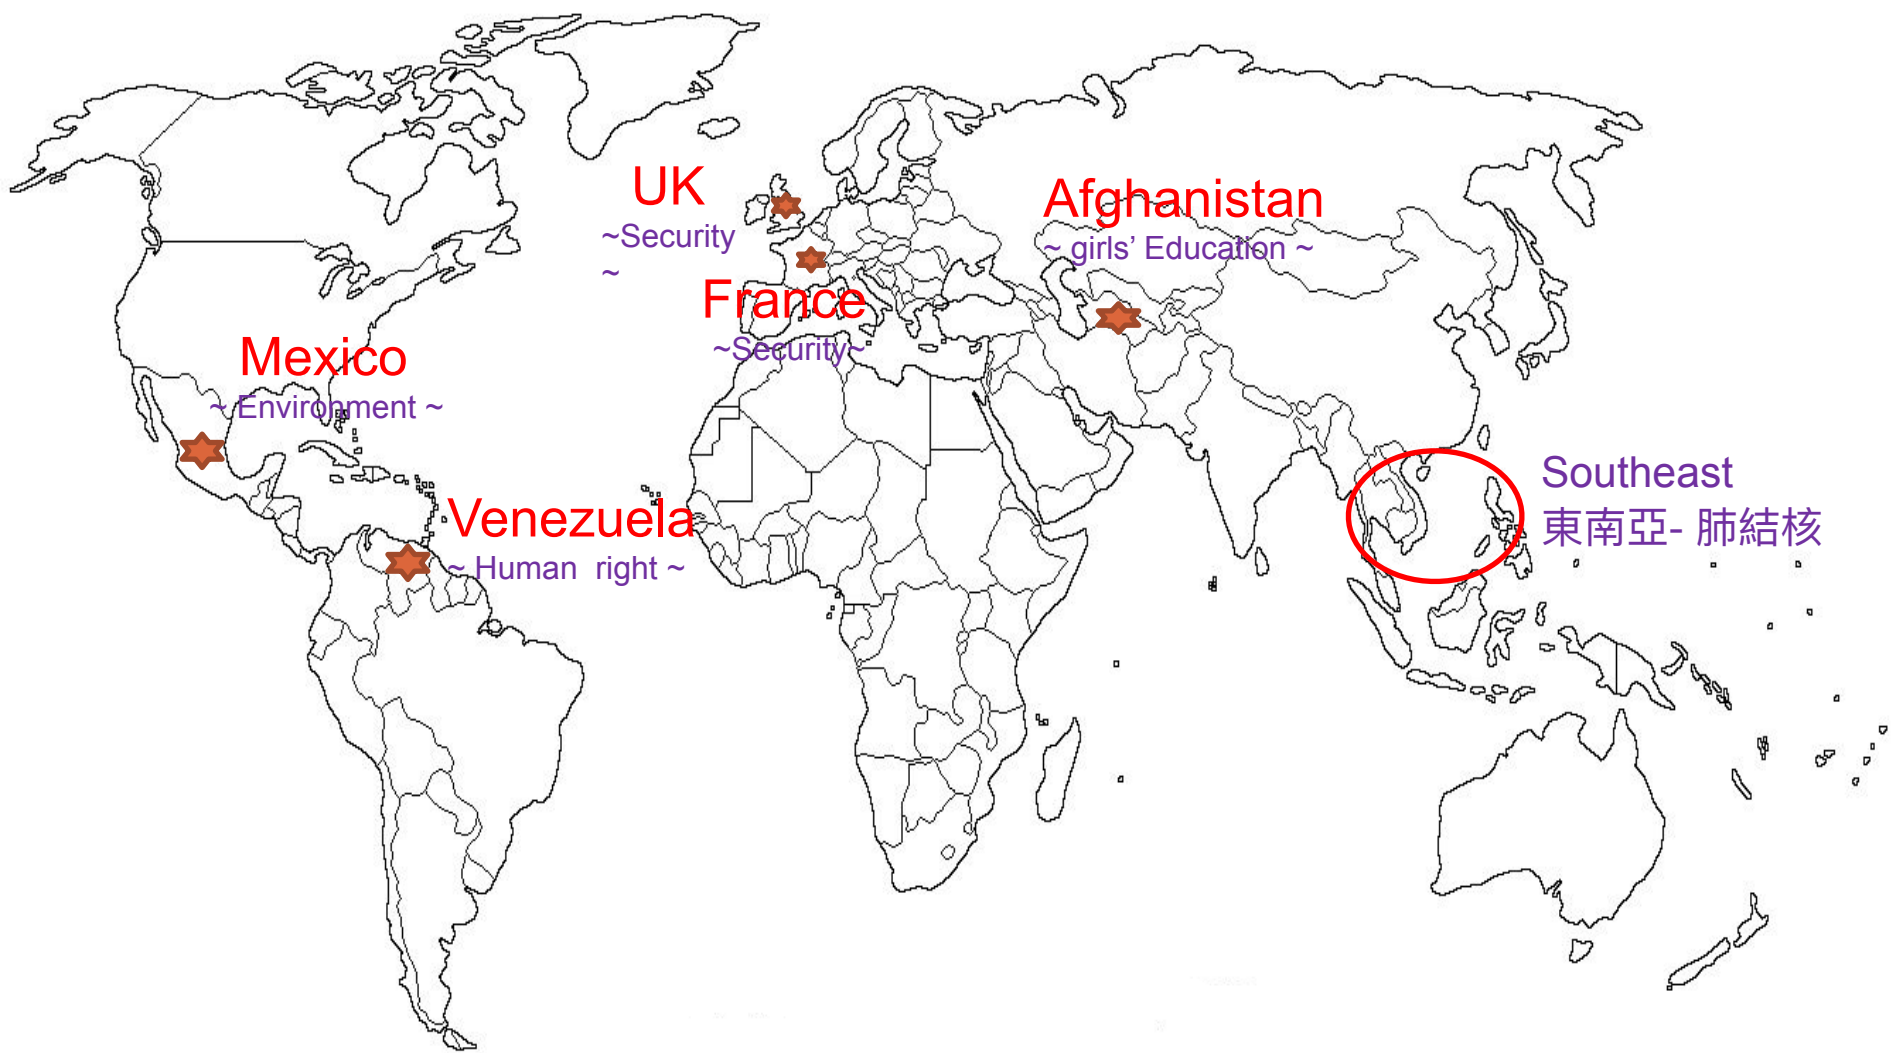 UK
~Security
~
Afghanistan
~ girls’ Education ~
France
~Security~
Mexico
~ Environment ~
Venezuela
~ Human right ~
Southeast
東南亞- 肺結核